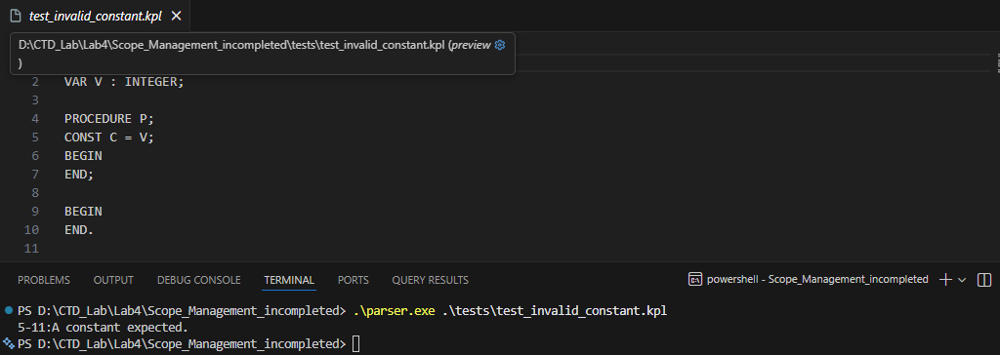 test_invalid_constant.kpl
D:\CTD_Lab\Lab4\Scope_Management_incompleted\tests\test_invalid_constant.kpl (preview
)
2 VAR V : INTEGER;
3
4 PROCEDURE P;
5 CONST C = V;
6 BEGIN
7 END;
8
9 BEGIN
10 END.
11
PROBLEMS OUTPUT DEBUG CONSOLE TERMINAL PORTS QUERY RESULTS powershell - Scope_Management_incompleted
PS D:\CTD_Lab\Lab4\Scope_Management_incompleted> .\parser.exe .\tests\test_invalid_constant.kpl
5-11:A constant expected.
PS D:\CTD_Lab\Lab4\Scope_Management_incompleted>